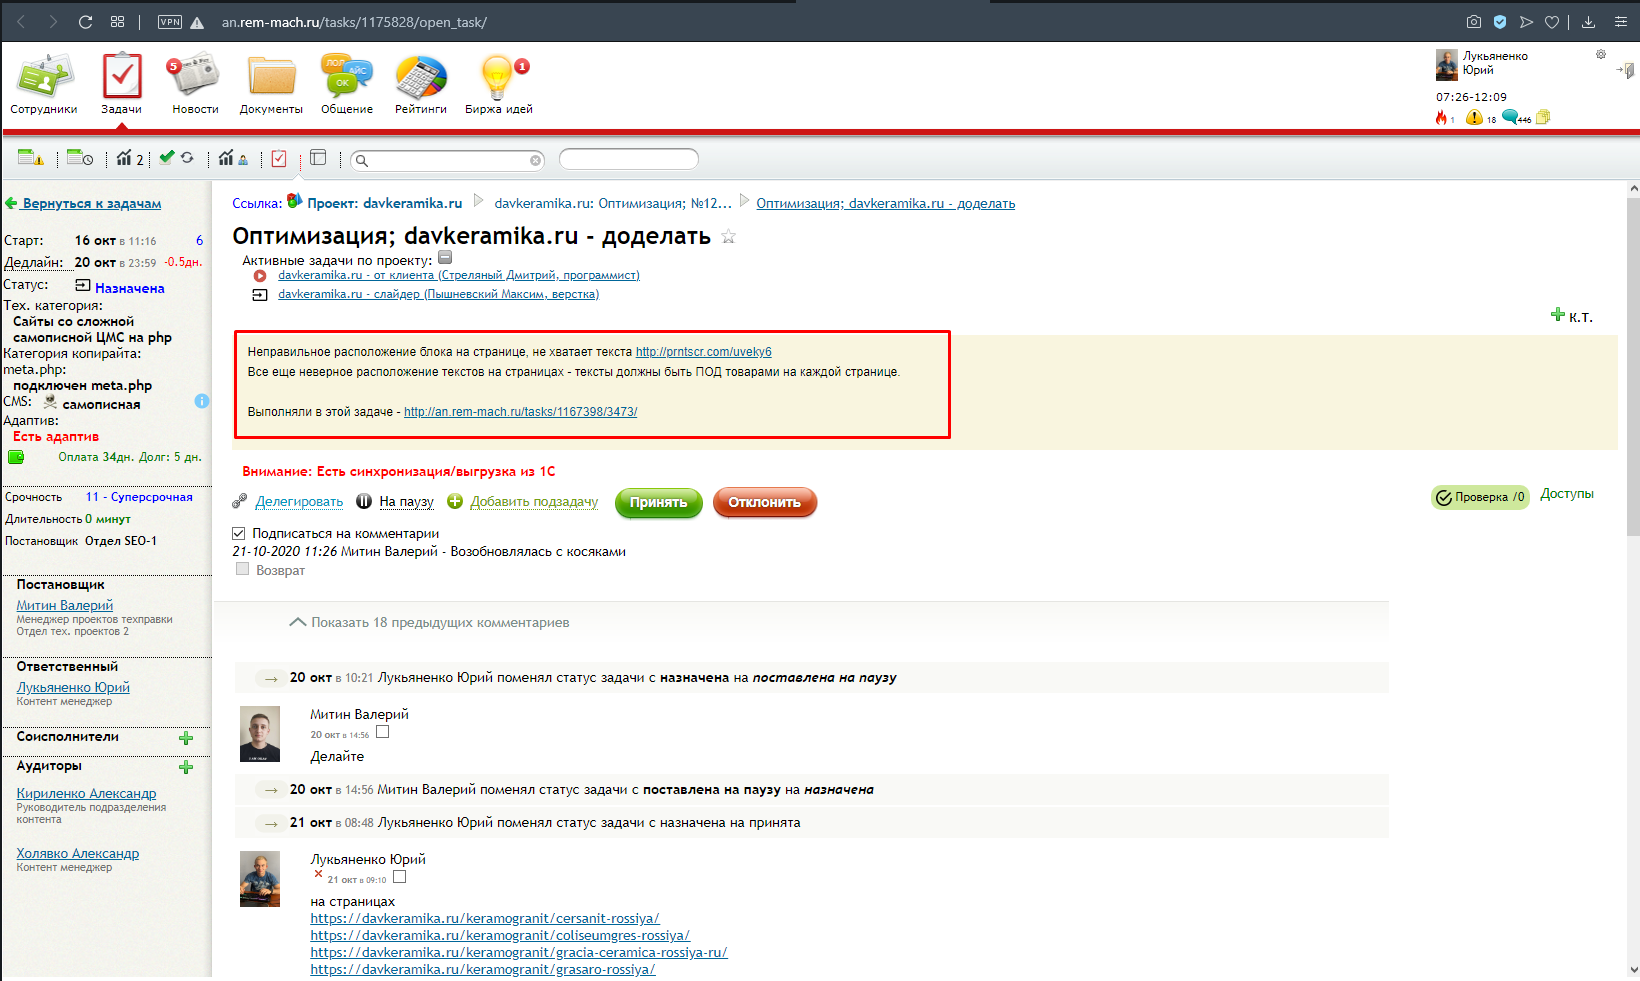 VPN
an.rem-mach.ru/tasks/1175828/open_task/
Сотрудники
Задачи
5
Новости
Документы
ПОЛ
АЙС
ОК
Общение
Рейтинги
1
Биржа идей
Лукьяненко
Юрий
07:26-12:09
1
18
446
2
Вернуться к задачам
Старт: 16 окт в 11:16 6
Дедлайн: 20 окт в 23:59 -0.5дн.
Статус: Назначена
Тех. категория:
Сайты со сложной
самописной ЦМС на php
Категория копирайта:
meta.php:
подключен meta.php
CMS: самописная
Адаптив:
Есть адаптив
Оплата 34дн. Долг: 5 дн.
Срочность 11 - Суперсрочная
Длительность 0 минут
Постановщик Отдел SEO-1
Постановщик
Митин Валерий
Менеджер проектов техправки
Отдел тех. проектов 2
Ответственный
Лукьяненко Юрий
Контент менеджер
Соисполнители
Аудиторы
Кириленко Александр
Руководитель подразделения
контента
Холявко Александр
Контент менеджер
Ссылка: Проект: davkeramika.ru davkeramika.ru: Оптимизация; №12... Оптимизация; davkeramika.ru - доделать
Оптимизация; davkeramika.ru - доделать
Активные задачи по проекту:
davkeramika.ru - от клиента (Стреляный Дмитрий, программист)
davkeramika.ru - слайдер (Пышневский Максим, верстка)
К.Т.
Неправильное расположение блока на странице, не хватает текста http://prntscr.com/uveky6
Все еще неверное расположение текстов на страницах - тексты должны быть ПОД товарами на каждой странице.
Выполняли в этой задаче - http://an.rem-mach.ru/tasks/1167398/3473/
Внимание: Есть синхронизация/выгрузка из 1С
Делегировать На паузу Добавить подзадачу Принять Отклонить
Проверка /0 Доступы
Подписаться на комментарии
21-10-2020 11:26 Митин Валерий - Возобновлялась с косяками
Возврат
Показать 18 предыдущих комментариев
→ 20 окт в 10:21 Лукьяненко Юрий поменял статус задачи с назначена на поставлена на паузу
Митин Валерий
20 окт в 14:56
Делайте
→ 20 окт в 14:56 Митин Валерий поменял статус задачи с поставлена на паузу на назначена
→ 21 окт в 08:48 Лукьяненко Юрий поменял статус задачи с назначена на принята
Лукьяненко Юрий
21 окт в 09:10
на страницах
https://davkeramika.ru/keramogranit/cersanit-rossiya/
https://davkeramika.ru/keramogranit/coliseumgres-rossiya/
https://davkeramika.ru/keramogranit/gracia-ceramica-rossiya-ru/
https://davkeramika.ru/keramogranit/grasaro-rossiya/